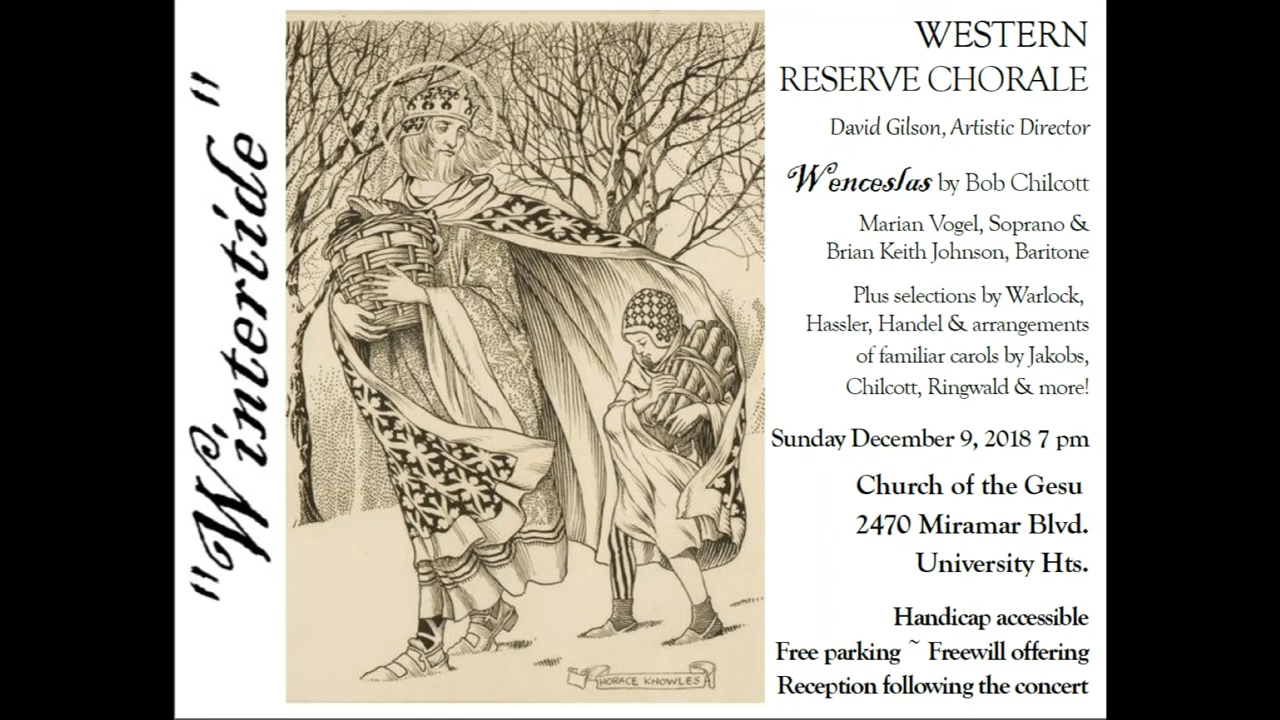 "Wintertide"
WESTERN
RESERVE CHORALE
David Gilson, Artistic Director
Wenceslas by Bob Chilcott
Marian Vogel, Soprano &
Brian Keith Johnson, Baritone
Plus selections by Warlock,
Hassler, Handel & arrangements
of familiar carols by Jakobs,
Chilcott, Ringwald & more!
Sunday December 9, 2018 7 pm
Church of the Gesu
2470 Miramar Blvd.
University Hts.
Handicap accessible
Free parking ~ Freewill offering
Reception following the concert
HORACE KNOWLES